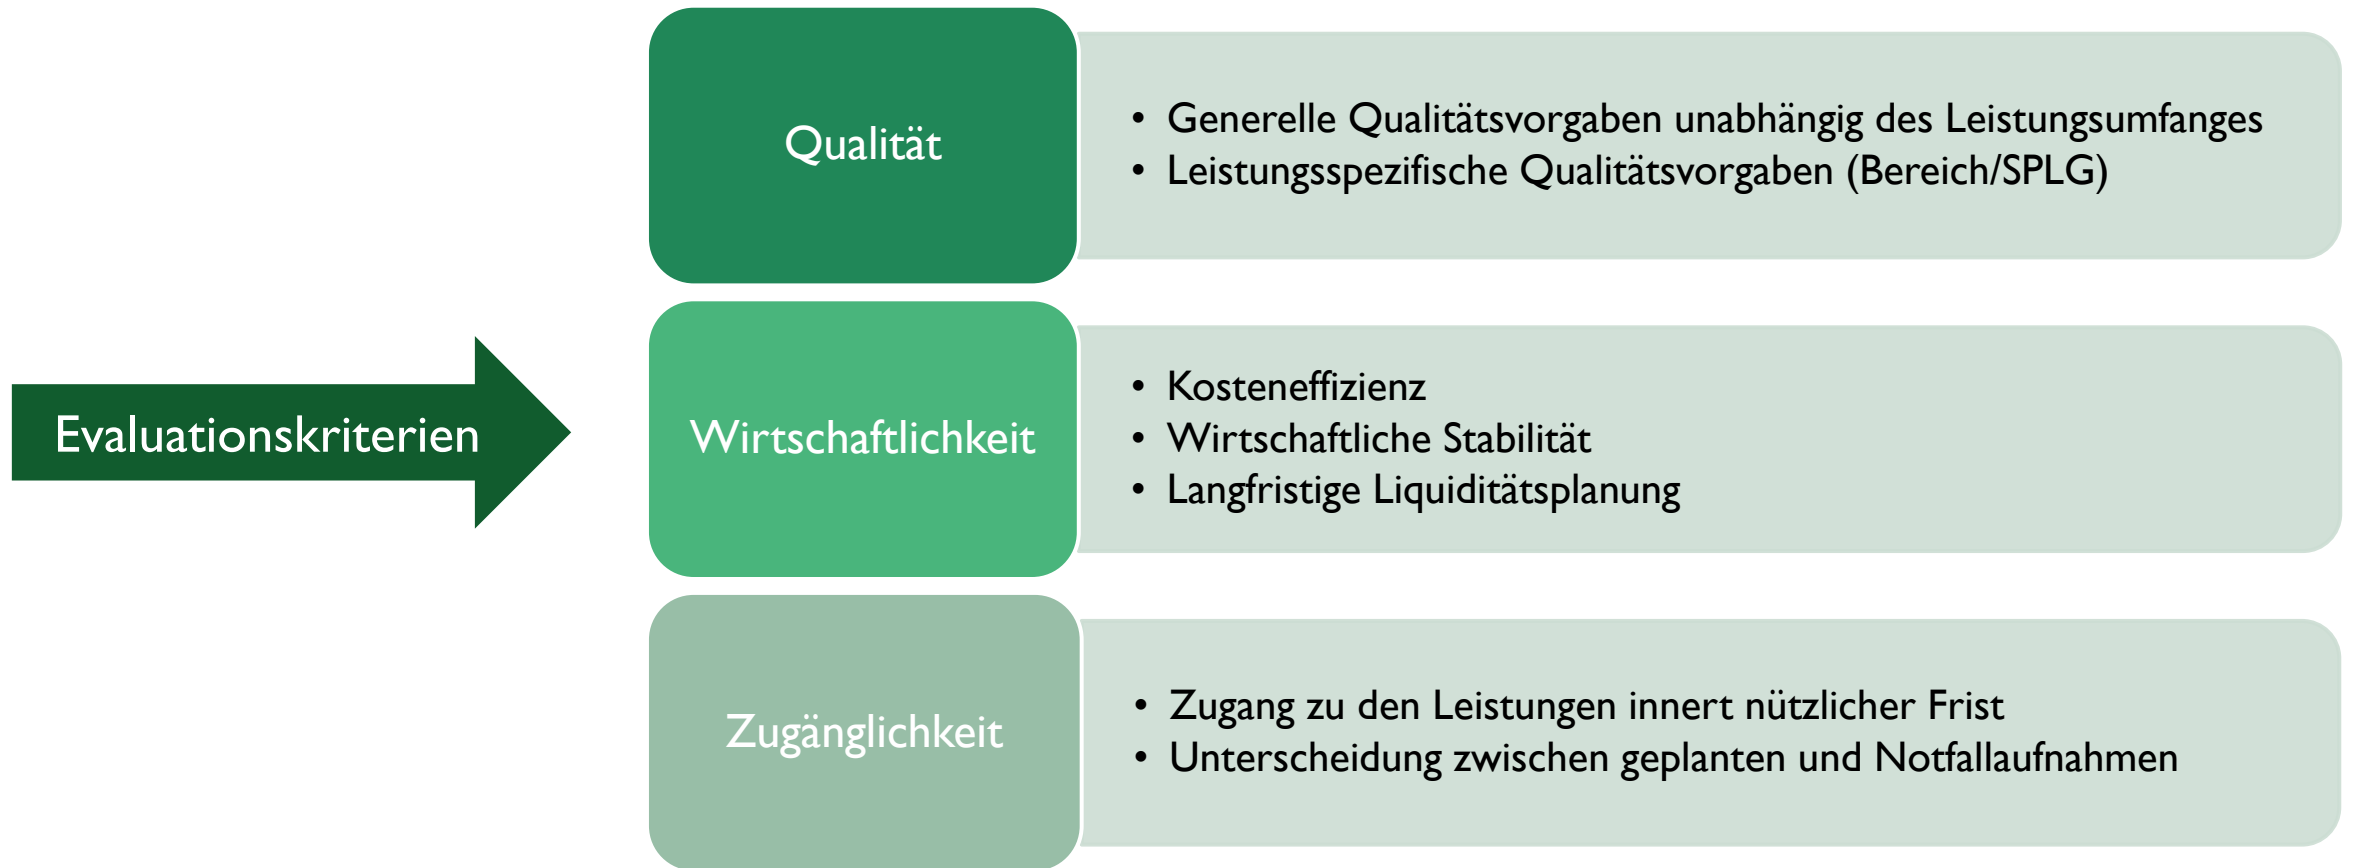 Evaluationskriterien
Qualität
• Generelle Qualitätsvorgaben unabhängig des Leistungsumfanges
• Leistungsspezifische Qualitätsvorgaben (Bereich/SPLG)
Wirtschaftlichkeit
• Kosteneffizienz
• Wirtschaftliche Stabilität
• Langfristige Liquiditätsplanung
Zugänglichkeit
• Zugang zu den Leistungen innert nützlicher Frist
• Unterscheidung zwischen geplanten und Notfallaufnahmen